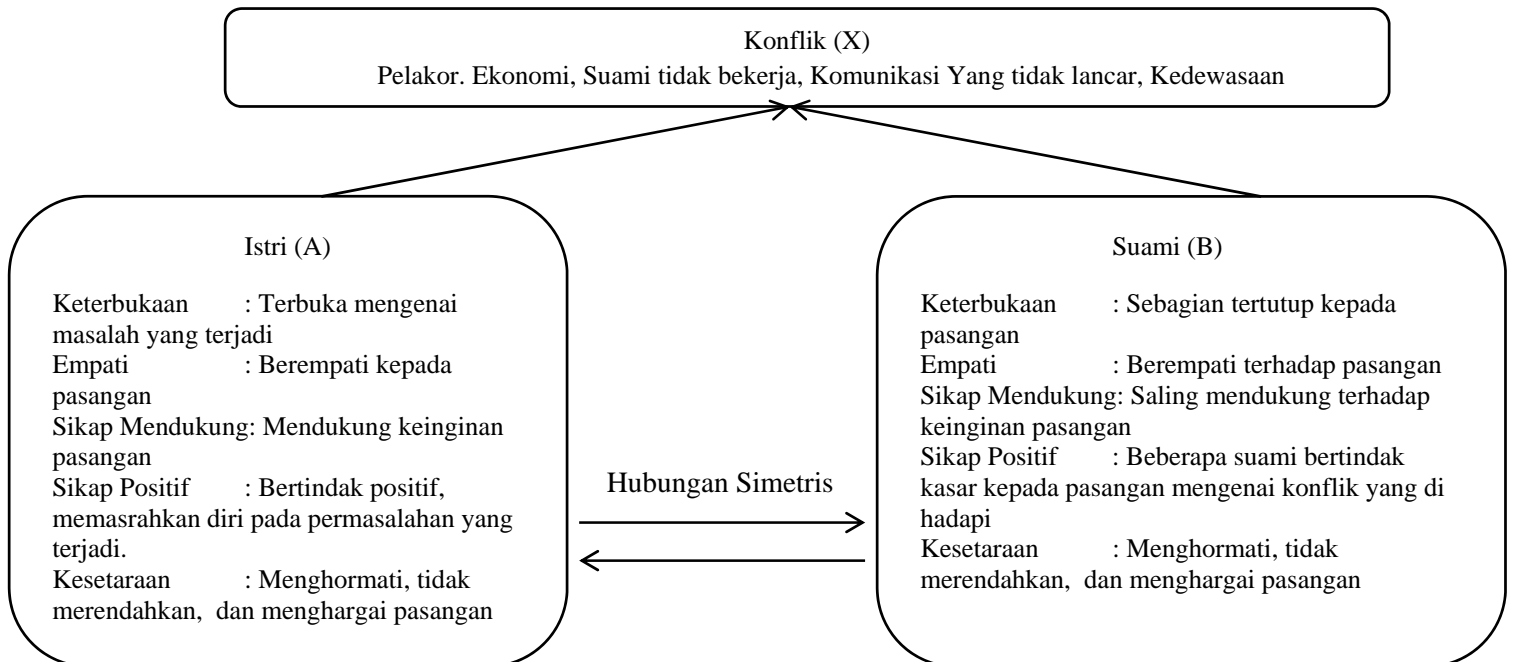 Konflik (X)
Pelakor. Ekonomi, Suami tidak bekerja, Komunikasi Yang tidak lancar, Kedewasaan
Istri (A)
Keterbukaan : Terbuka mengenai
masalah yang terjadi
Empati : Berempati kepada
pasangan
Sikap Mendukung: Mendukung keinginan
pasangan
Sikap Positif : Bertindak positif,
memasrahkan diri pada permasalahan yang
terjadi.
Kesetaraan : Menghormati, tidak
merendahkan, dan menghargai pasangan
Hubungan Simetris
Suami (B)
Keterbukaan : Sebagian tertutup kepada
pasangan
Empati : Berempati terhadap pasangan
Sikap Mendukung: Saling mendukung terhadap
keinginan pasangan
Sikap Positif : Beberapa suami bertindak
kasar kepada pasangan mengenai konflik yang di
hadapi
Kesetaraan : Menghormati, tidak
merendahkan, dan menghargai pasangan